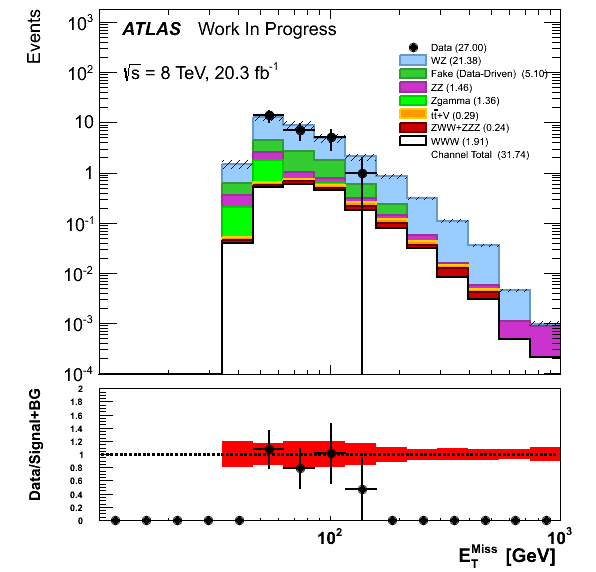 Events
ATLAS Work In Progress
√s = 8 TeV, 20.3 fb⁻¹
Data (27.00)
WZ (21.38)
Fake (Data-Driven) (5.10)
ZZ (1.46)
Zgamma (1.36)
tt̄+V (0.29)
ZWW+ZZZ (0.24)
WWW (1.91)
Channel Total (31.74)
10³
10²
10
1
10⁻¹
10⁻²
10⁻³
10⁻⁴
Data/Signal+BG
2
1.8
1.6
1.4
1.2
1
0.8
0.6
0.4
0.2
0
10² 10³
E_T^Miss [GeV]